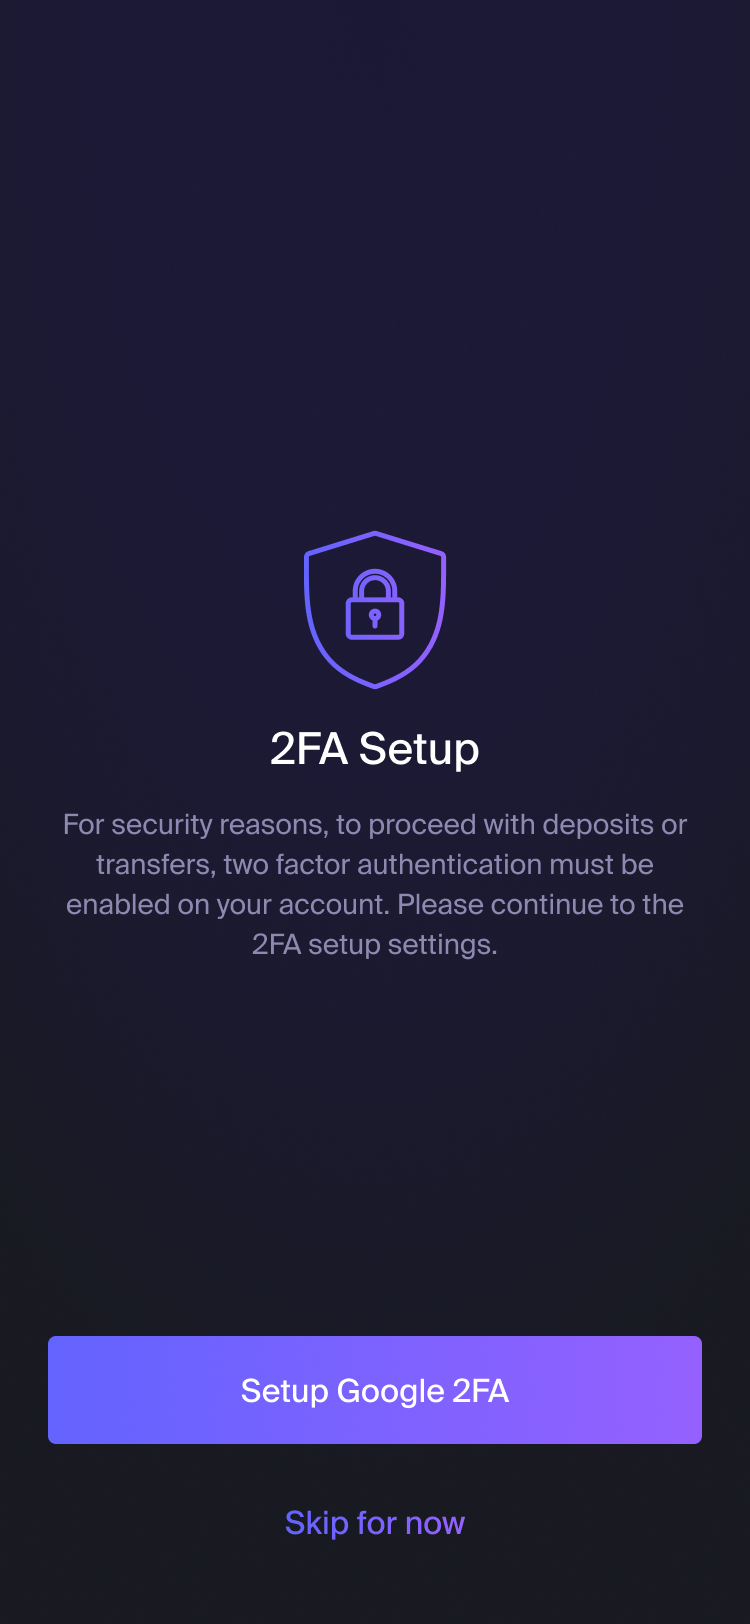 2FA Setup
For security reasons, to proceed with deposits or
transfers, two factor authentication must be
enabled on your account. Please continue to the
2FA setup settings.
Setup Google 2FA
Skip for now